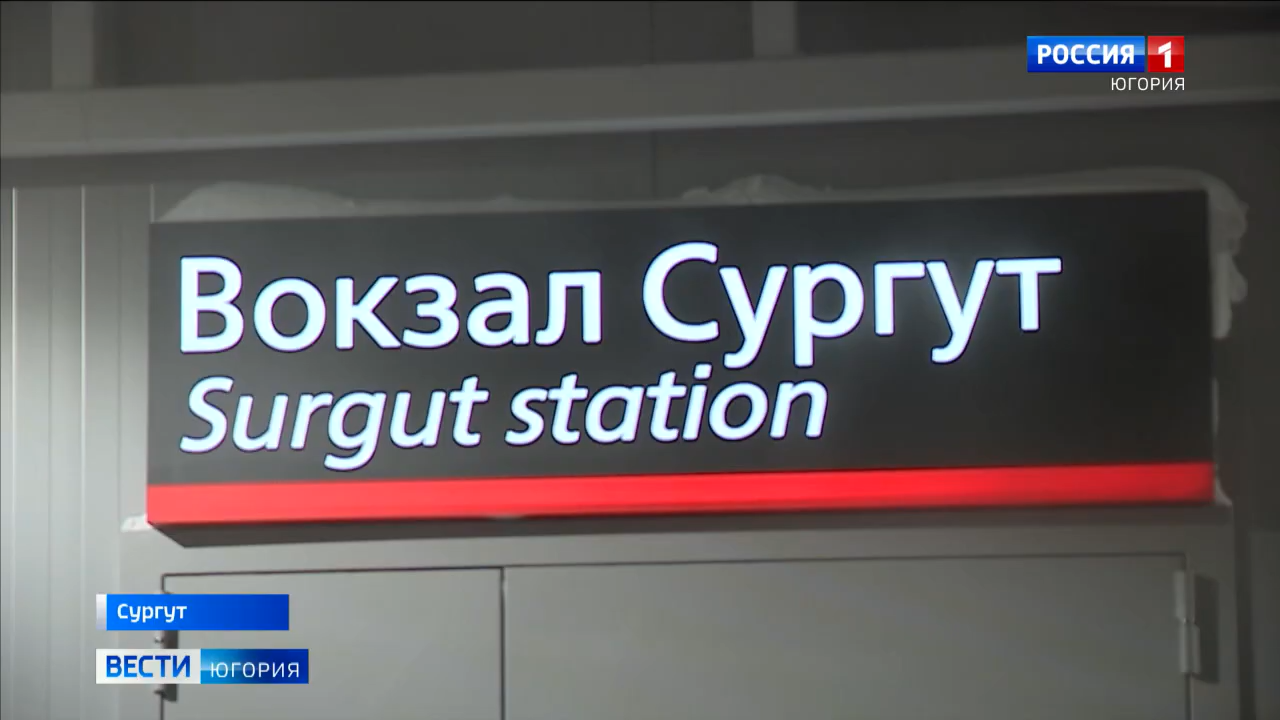 РОССИЯ 1
ЮГОРИЯ
Вокзал Сургут
Surgut station
Сургут
ВЕСТИ ЮГОРИЯ